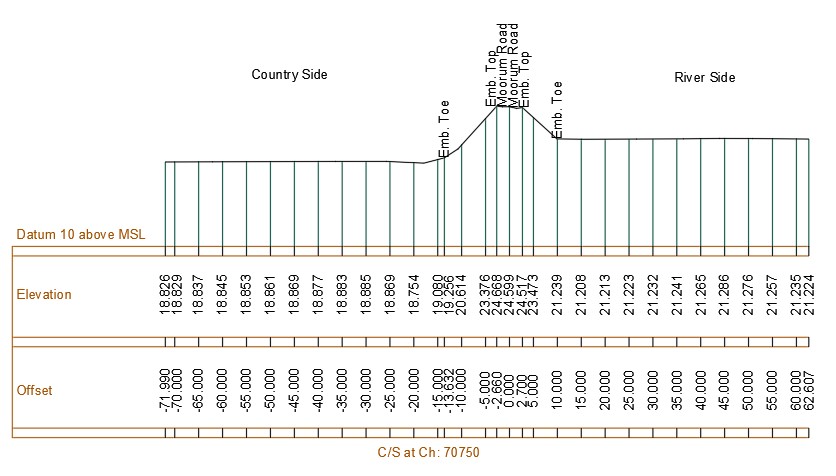 Emb. Top
Moorum Road
Moorum Road
Emb. Top
Country Side
River Side
Emb. Toe
Emb. Toe
Datum 10 above MSL
Elevation
18.826 18.829 18.837 18.845 18.853 18.861 18.869 18.877 18.883 18.885 18.869 18.754 19.080 19.256 20.614 23.376 24.668 24.599 24.517 23.473 21.239 21.208 21.213 21.223 21.232 21.241 21.265 21.286 21.276 21.257 21.235 21.224
Offset
-71.990 -70.000 -65.000 -60.000 -55.000 -50.000 -45.000 -40.000 -35.000 -30.000 -25.000 -20.000 -15.000 -13.632 -10.000 -5.000 -2.660 0.000 2.700 5.000 10.000 15.000 20.000 25.000 30.000 35.000 40.000 45.000 50.000 55.000 60.000 62.607
C/S at Ch: 70750